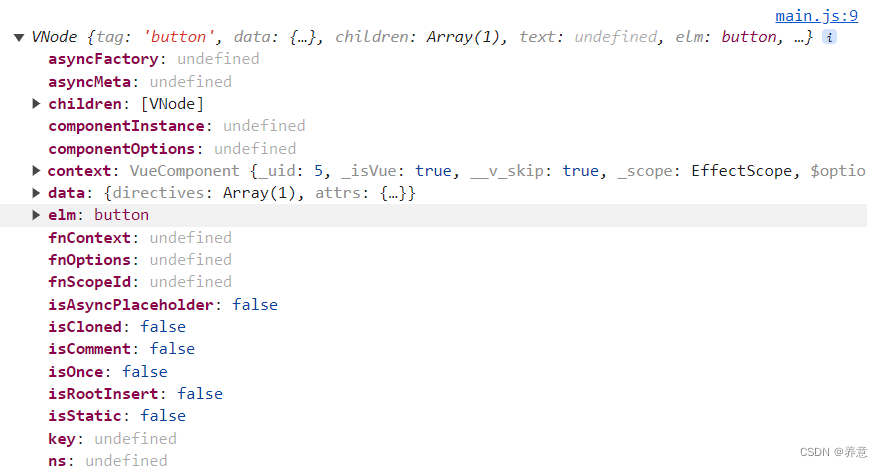 main.js:9
VNode {tag: 'button', data: {…}, children: Array(1), text: undefined, elm: button, …} i
asyncFactory: undefined
asyncMeta: undefined
children: [VNode]
componentInstance: undefined
componentOptions: undefined
context: VueComponent {_uid: 5, _isVue: true, __v_skip: true, _scope: EffectScope, $optio
data: {directives: Array(1), attrs: {…}}
elm: button
fnContext: undefined
fnOptions: undefined
fnScopeId: undefined
isAsyncPlaceholder: false
isCloned: false
isComment: false
isOnce: false
isRootInsert: false
isStatic: false
key: undefined
ns: undefined
CSDN @养意